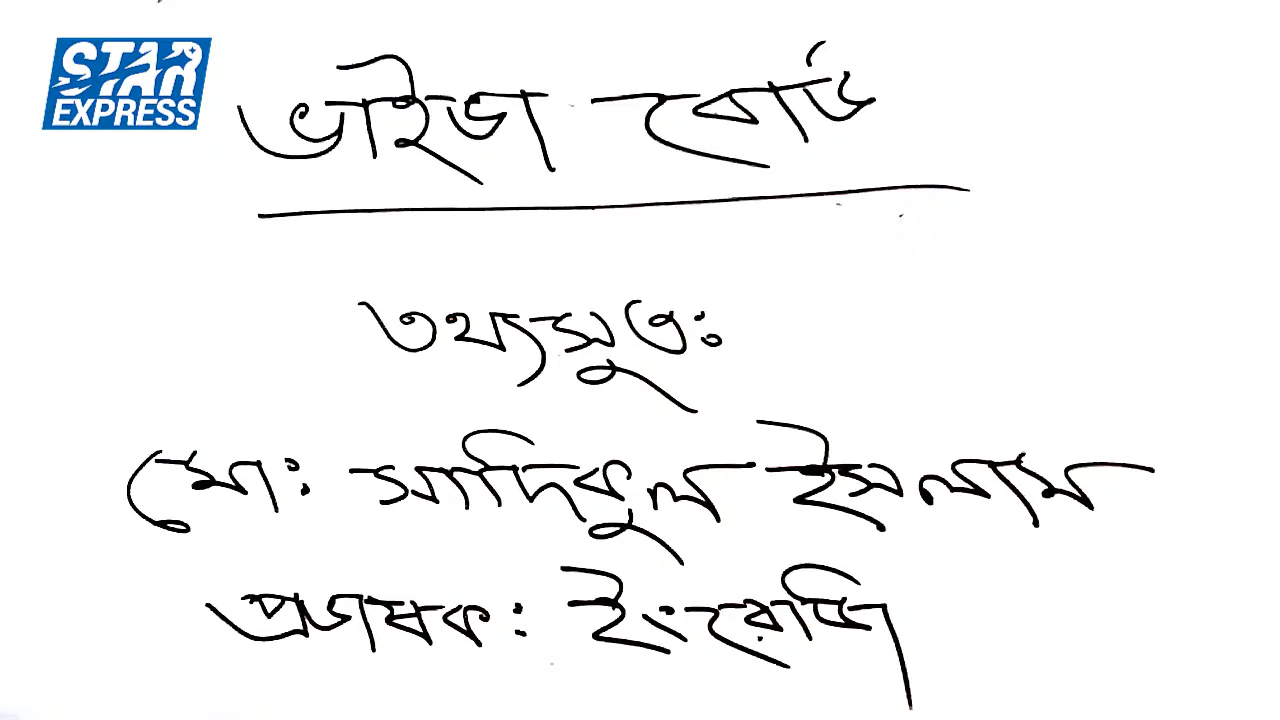 STAR
EXPRESS
ভাইভা বোর্ড
তথ্যসুত্রঃ
মোঃ সাদিকুল ইসলাম
প্রভাষক : ইংরেজি